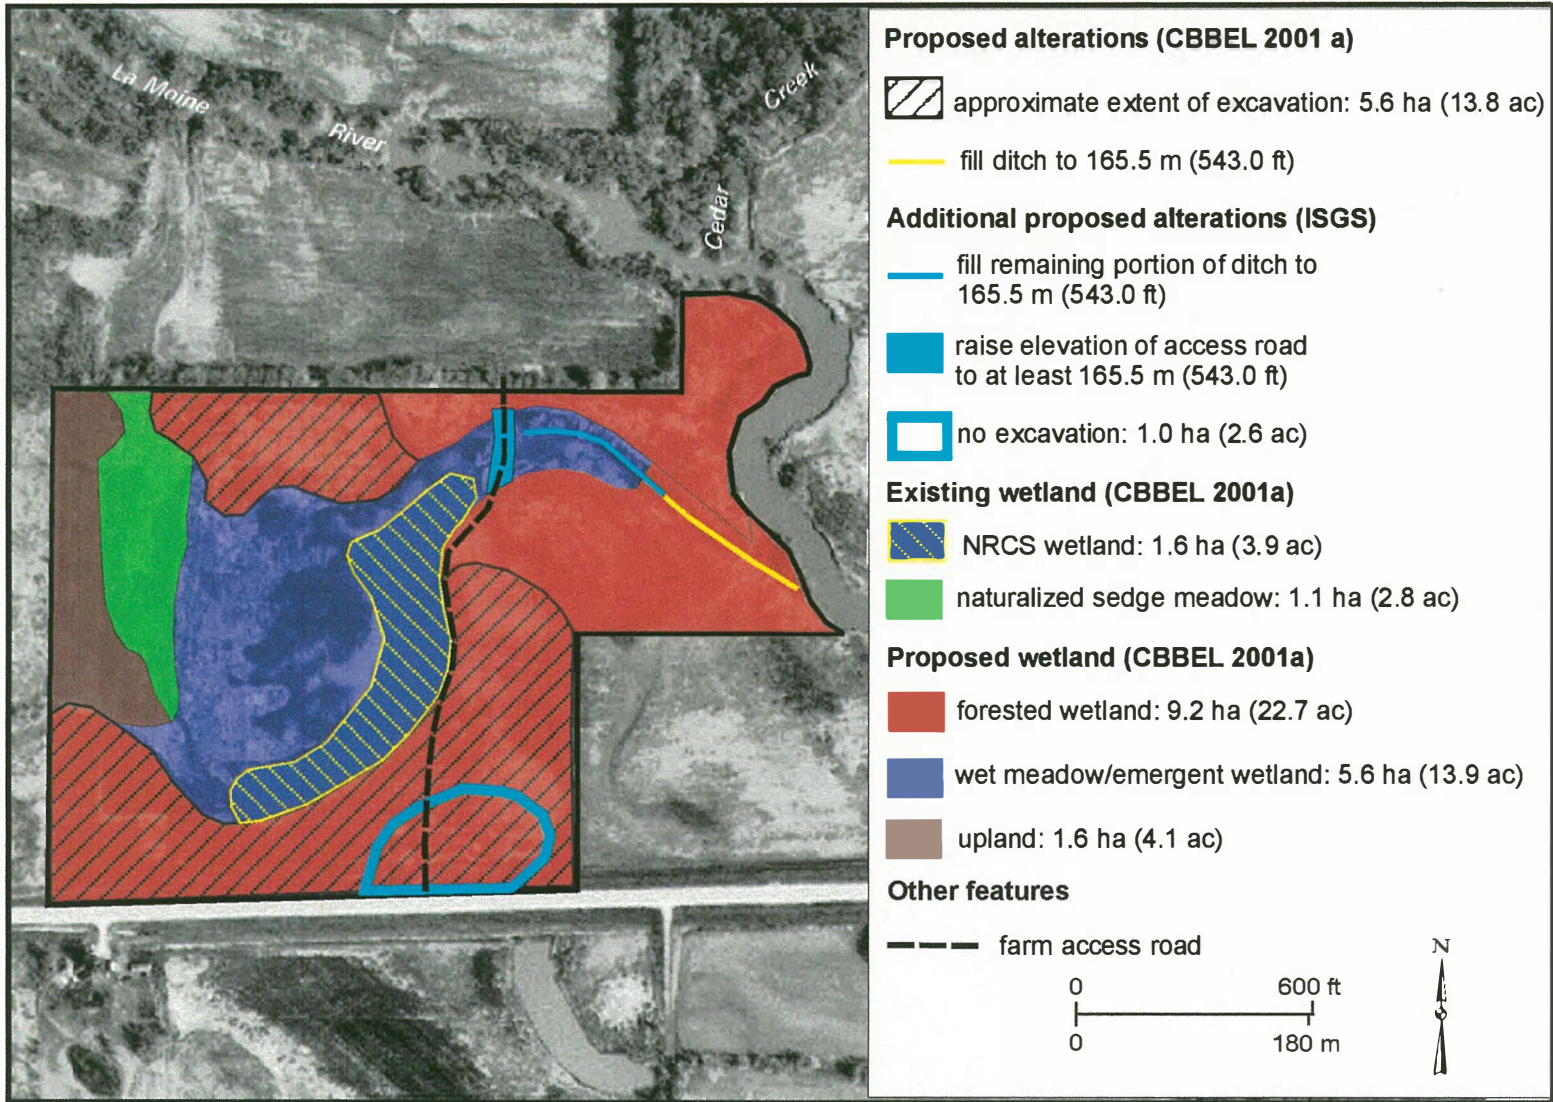 La Moine
River
Cedar
Creek
Proposed alterations (CBBEL 2001 a)
approximate extent of excavation: 5.6 ha (13.8 ac)
fill ditch to 165.5 m (543.0 ft)
Additional proposed alterations (ISGS)
fill remaining portion of ditch to
165.5 m (543.0 ft)
raise elevation of access road
to at least 165.5 m (543.0 ft)
no excavation: 1.0 ha (2.6 ac)
Existing wetland (CBBEL 2001a)
NRCS wetland: 1.6 ha (3.9 ac)
naturalized sedge meadow: 1.1 ha (2.8 ac)
Proposed wetland (CBBEL 2001a)
forested wetland: 9.2 ha (22.7 ac)
wet meadow/emergent wetland: 5.6 ha (13.9 ac)
upland: 1.6 ha (4.1 ac)
Other features
farm access road
N
0 600 ft
0 180 m